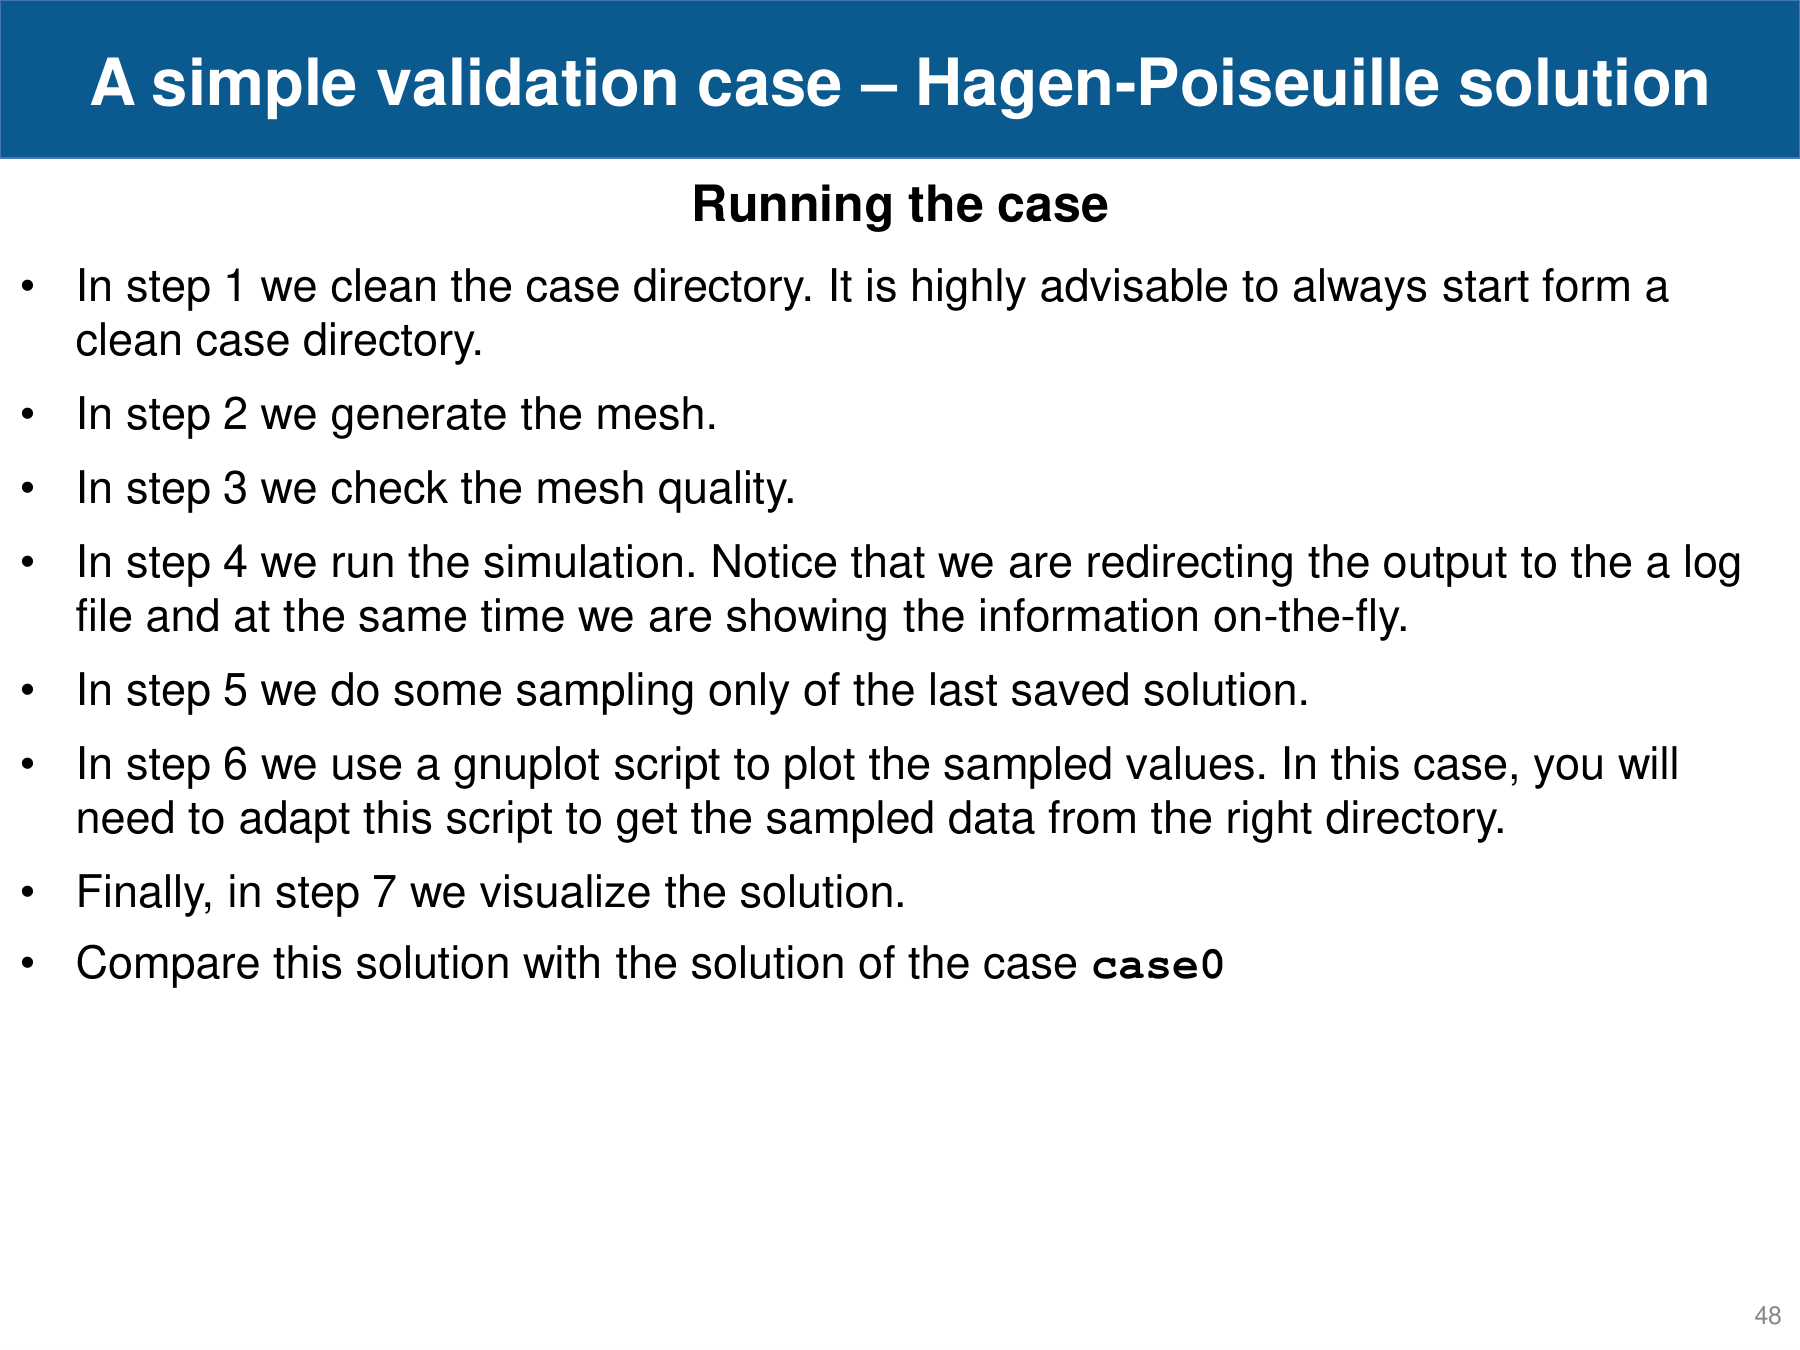 A simple validation case – Hagen-Poiseuille solution
Running the case
• In step 1 we clean the case directory. It is highly advisable to always start form a
clean case directory.
• In step 2 we generate the mesh.
• In step 3 we check the mesh quality.
• In step 4 we run the simulation. Notice that we are redirecting the output to the a log
file and at the same time we are showing the information on-the-fly.
• In step 5 we do some sampling only of the last saved solution.
• In step 6 we use a gnuplot script to plot the sampled values. In this case, you will
need to adapt this script to get the sampled data from the right directory.
• Finally, in step 7 we visualize the solution.
• Compare this solution with the solution of the case case0
48